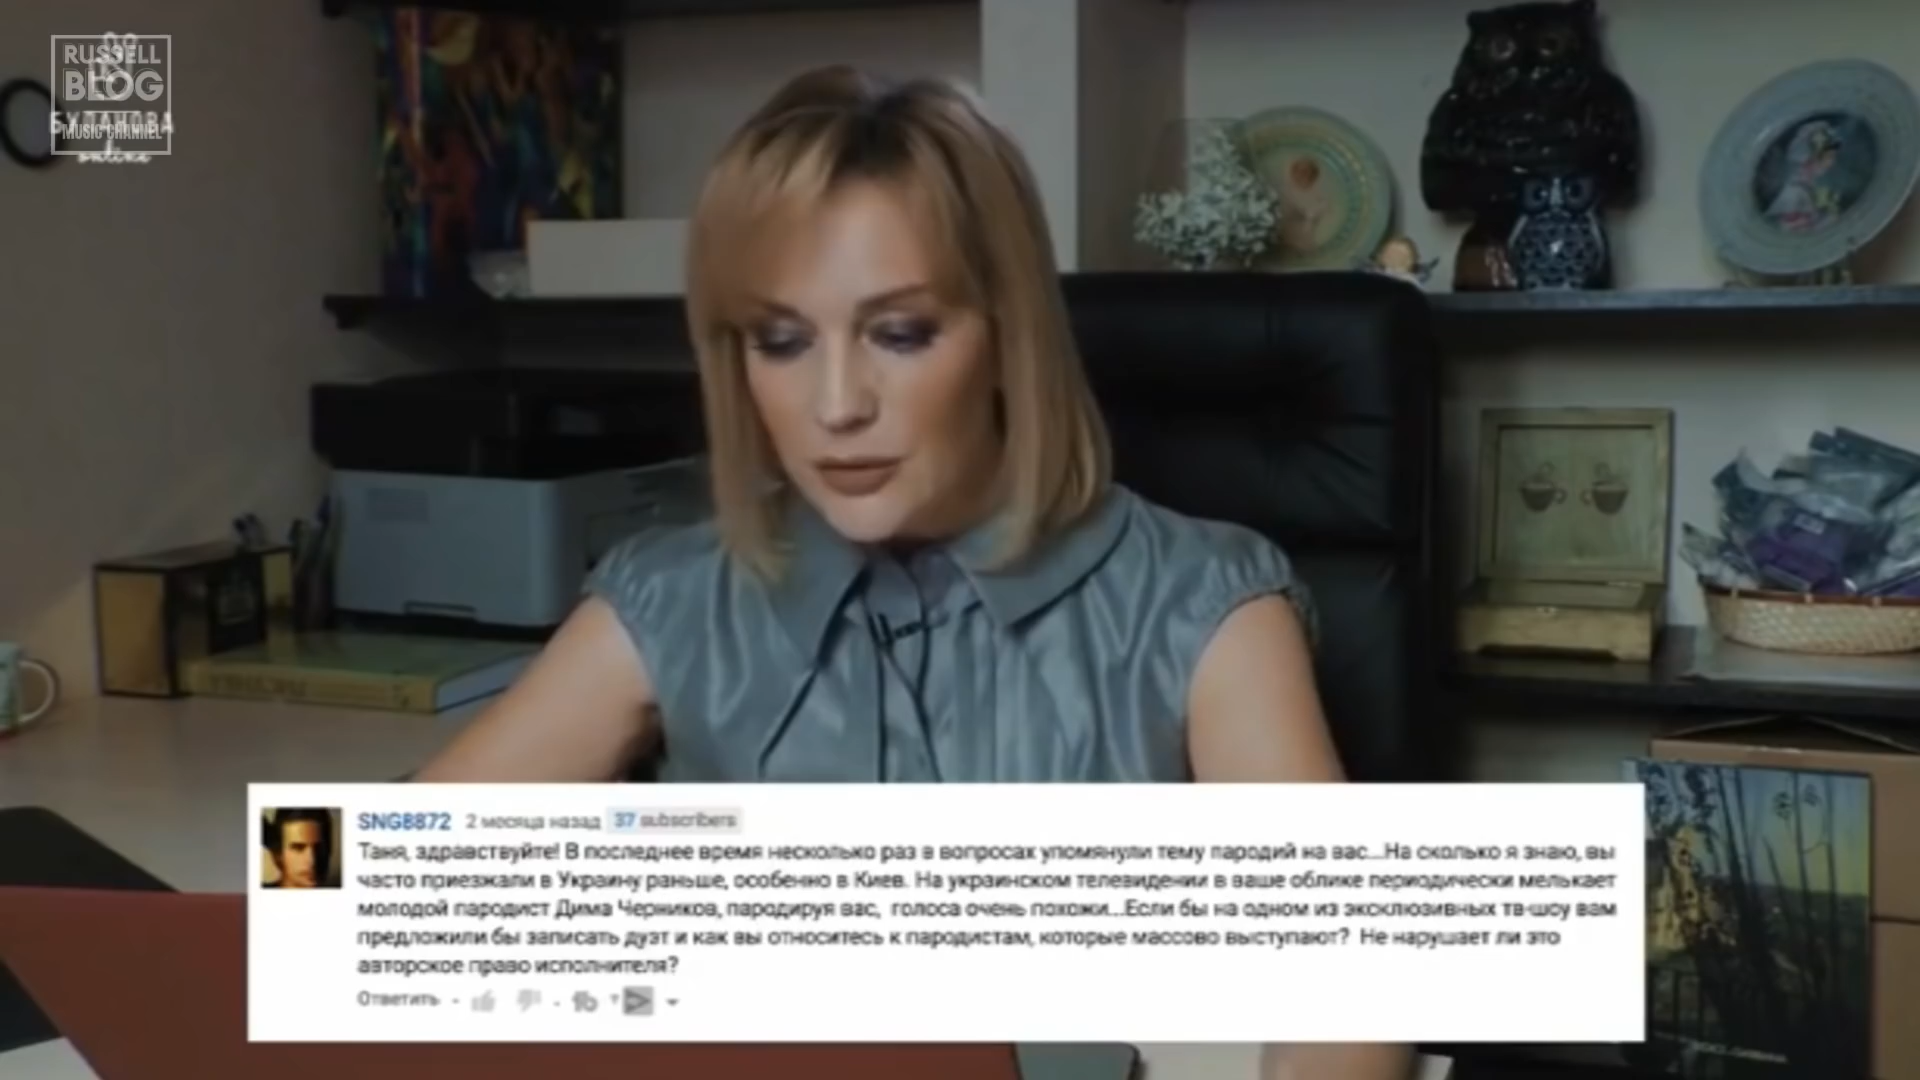 RUSSELL
BLOG
MUSIC CHANNEL
БУЛАНОВА
online
SNGB872 2 месяца назад 37 subscribers
Таня, здравствуйте! В последнее время несколько раз в вопросах упомянули тему пародий на вас...На сколько я знаю, вы
часто приезжали в Украину раньше, особенно в Киев. На украинском телевидении в ваше облике периодически мелькает
молодой пародист Дима Черников, пародируя вас, голоса очень похожи...Если бы на одном из эксклюзивных тв-шоу вам
предложили бы записать дуэт и как вы относитесь к пародистам, которые массово выступают? Не нарушает ли это
авторское право исполнителя?
Ответить